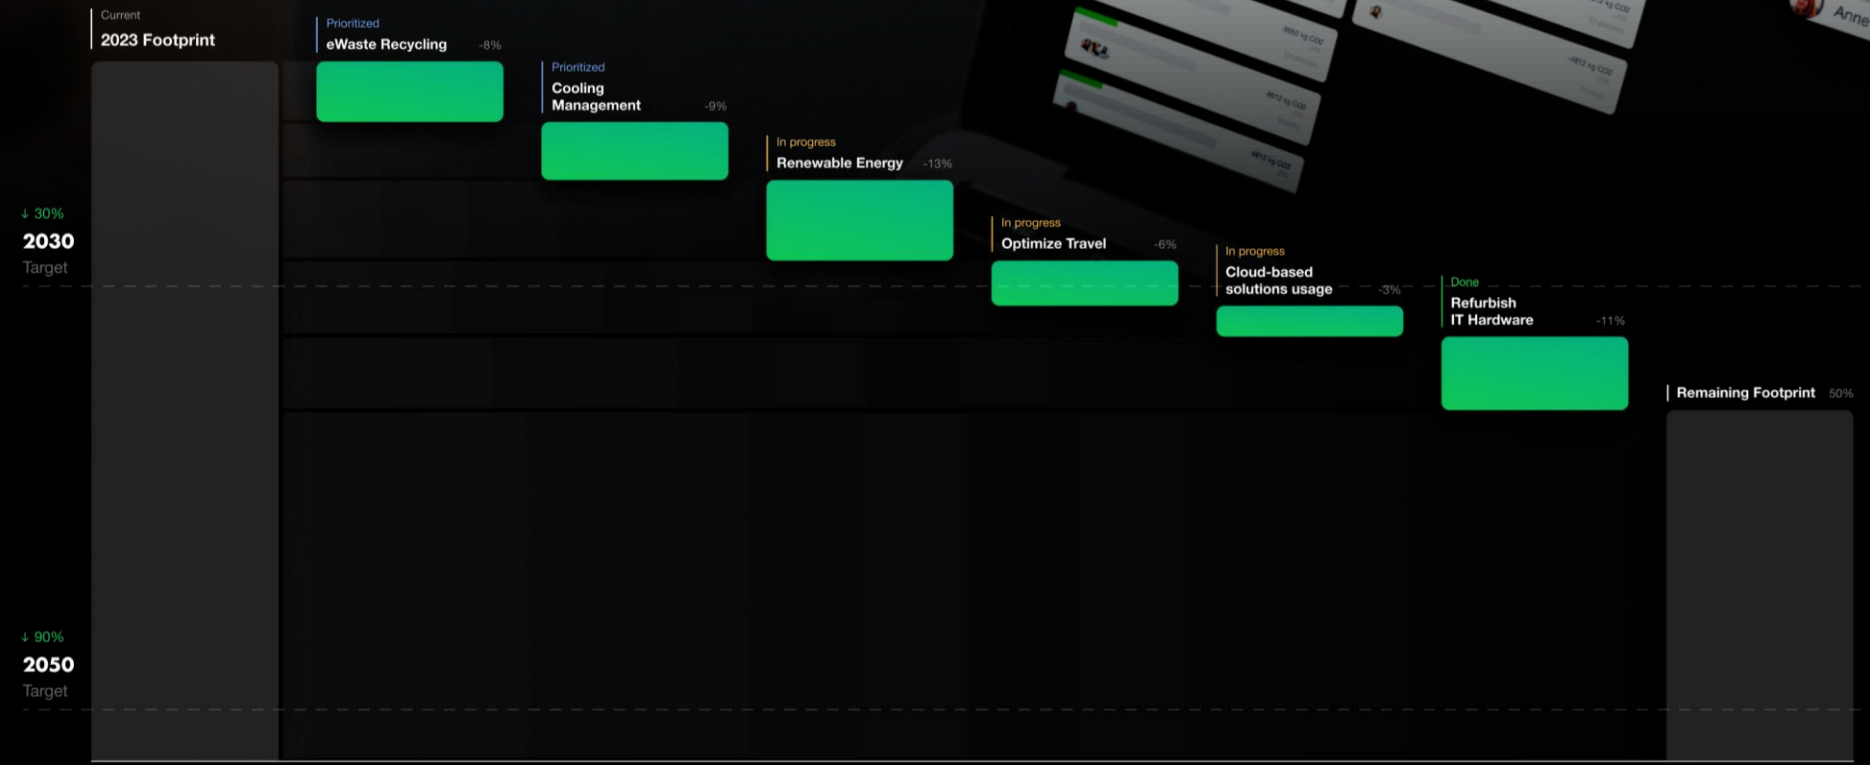 Current
2023 Footprint
Prioritized
eWaste Recycling -8%
Prioritized
Cooling
Management -9%
In progress
Renewable Energy -13%
In progress
Optimize Travel -6%
In progress
Cloud-based
solutions usage -3%
Done
Refurbish
IT Hardware -11%
Remaining Footprint 50%
↓ 30%
2030
Target
↓ 90%
2050
Target
Anne